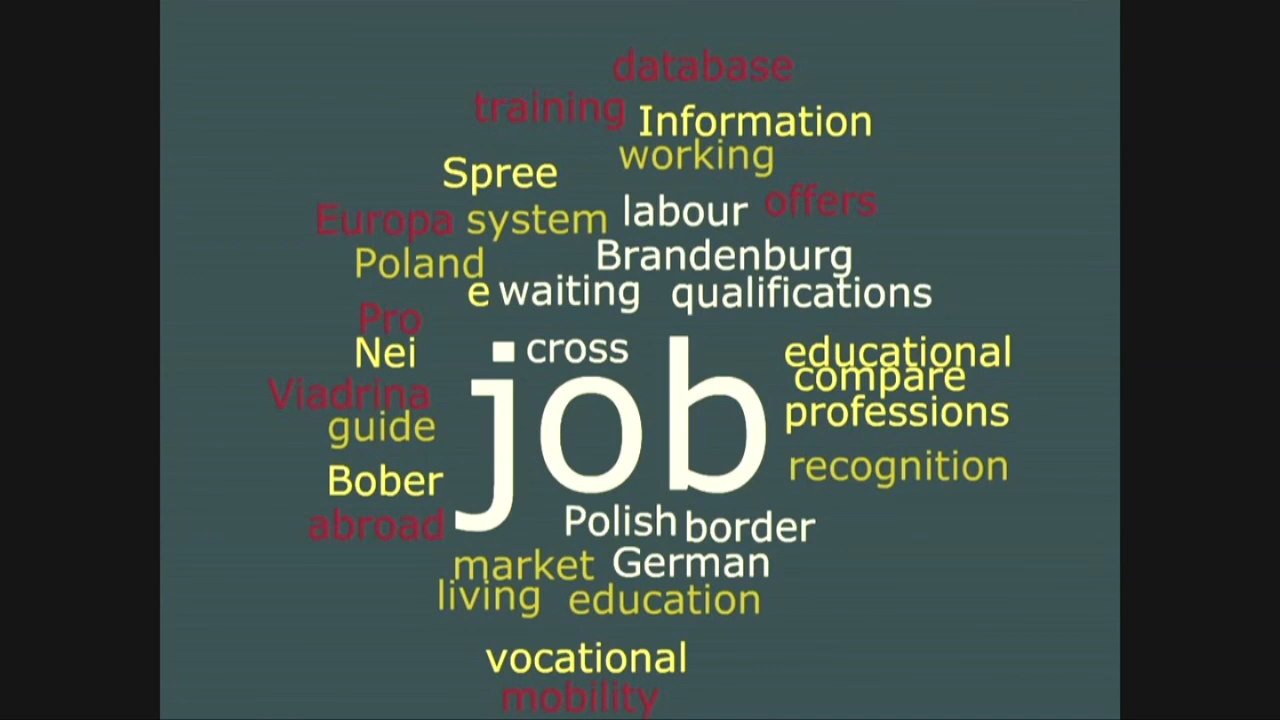 database
training Information
working
Spree
Europa system labour offers
Poland Brandenburg
e waiting qualifications
Pro
Nei cross educational
job
compare
Viadrina
professions
guide
recognition
Bober
abroad Polish border
market German
living education
vocational
mobility